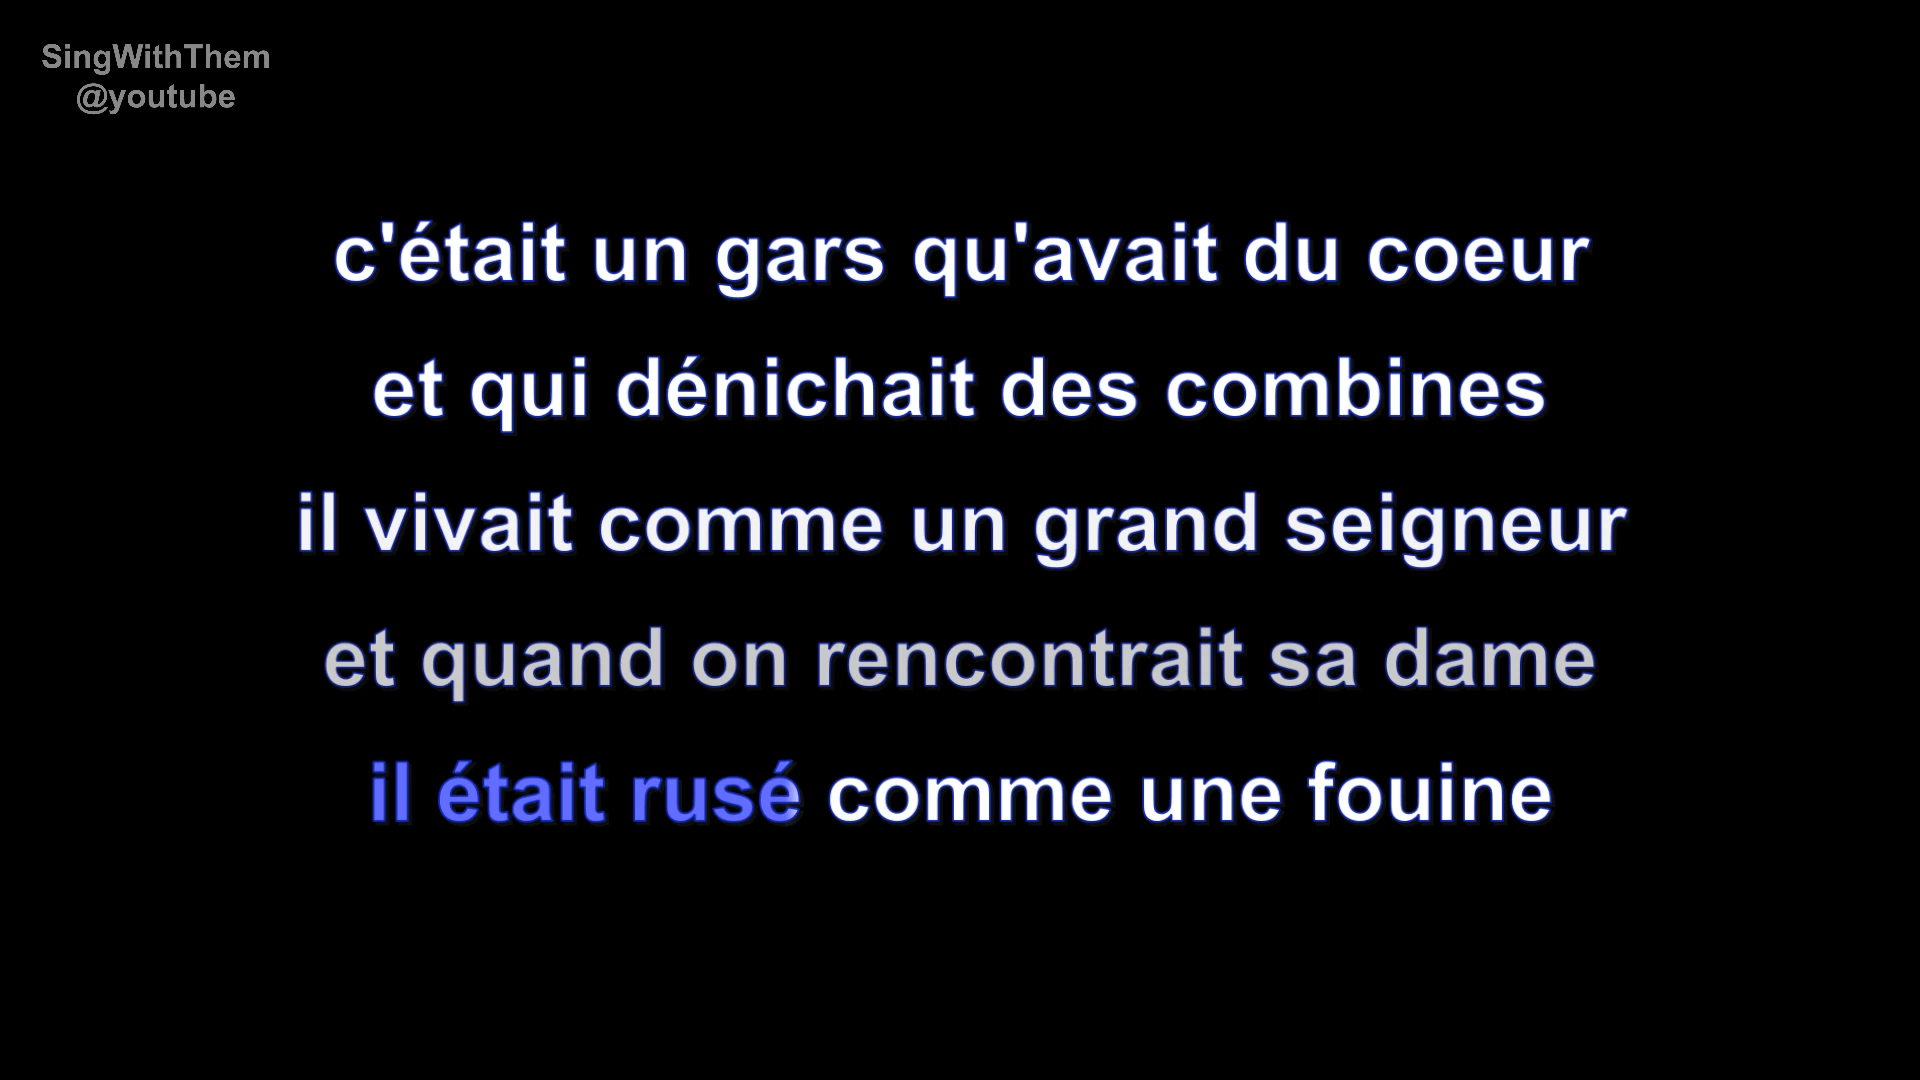 SingWithThem
@youtube
c'était un gars qu'avait du coeur
et qui dénichait des combines
il vivait comme un grand seigneur
et quand on rencontrait sa dame
il était rusé comme une fouine